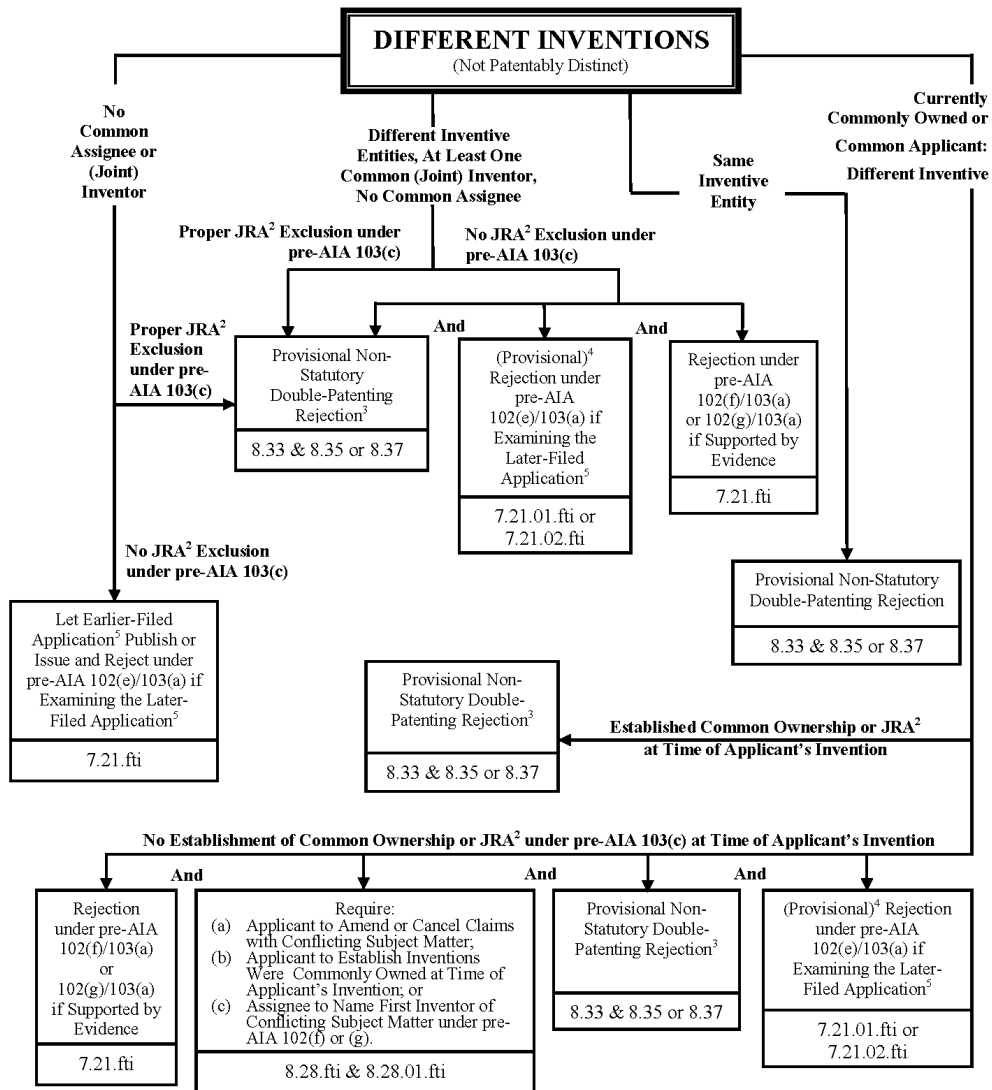 DIFFERENT INVENTIONS
(Not Patentably Distinct)
No
Common
Assignee or
(Joint)
Inventor
Different Inventive
Entities, At Least One
Common (Joint) Inventor,
No Common Assignee
Same
Inventive
Entity
Currently
Commonly Owned or
Common Applicant:
Different Inventive
Proper JRA² Exclusion under
pre-AIA 103(c)
No JRA² Exclusion under
pre-AIA 103(c)
Proper JRA²
Exclusion
under pre-
AIA 103(c)
And
And
Provisional Non-
Statutory
Double-Patenting
Rejection³
8.33 & 8.35 or 8.37
(Provisional)⁴
Rejection under
pre-AIA
102(e)/103(a) if
Examining the
Later-Filed
Application⁵
7.21.01.fti or
7.21.02.fti
Rejection under
pre-AIA
102(f)/103(a)
or 102(g)/103(a)
if Supported by
Evidence
7.21.fti
No JRA² Exclusion
under pre-AIA 103(c)
Let Earlier-Filed
Application⁵ Publish or
Issue and Reject under
pre-AIA 102(e)/103(a) if
Examining the Later-
Filed Application⁵
7.21.fti
Provisional Non-Statutory
Double-Patenting Rejection
8.33 & 8.35 or 8.37
Provisional Non-
Statutory Double-
Patenting Rejection³
8.33 & 8.35 or 8.37
Established Common Ownership or JRA²
at Time of Applicant's Invention
No Establishment of Common Ownership or JRA² under pre-AIA 103(c) at Time of Applicant's Invention
And
And
And
Rejection
under pre-AIA
102(f)/103(a)
or
102(g)/103(a)
if Supported by
Evidence
7.21.fti
Require:
(a) Applicant to Amend or Cancel Claims
with Conflicting Subject Matter;
(b) Applicant to Establish Inventions
Were Commonly Owned at Time of
Applicant's Invention; or
(c) Assignee to Name First Inventor of
Conflicting Subject Matter under pre-
AIA 102(f) or (g).
8.28.fti & 8.28.01.fti
Provisional Non-
Statutory Double-
Patenting Rejection³
8.33 & 8.35 or 8.37
(Provisional)⁴ Rejection
under pre-AIA
102(e)/103(a) if
Examining the Later-
Filed Application⁵
7.21.01.fti or
7.21.02.fti